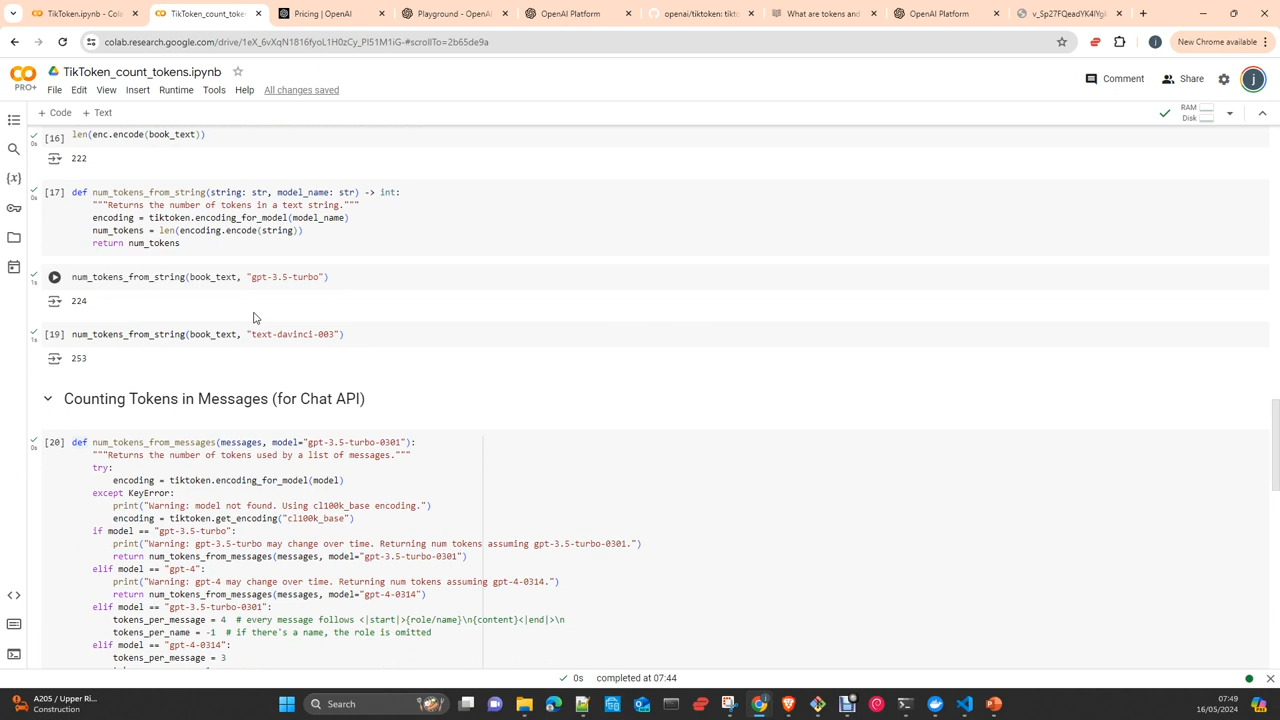 TikToken.ipynb - Cola
TikToken_count_tokens
Pricing | OpenAI
Playground - OpenAI
OpenAI Platform
openai/tiktoken: tikt
What are tokens and
OpenAI Platform
New Chrome available
TikToken_count_tokens.ipynb
PRO+
File Edit View Insert Runtime Tools Help All changes saved
Comment Share j
+ Code + Text
RAM
Disk
[16] len(enc.encode(book_text))
0s
222
[17] def num_tokens_from_string(string: str, model_name: str) -> int:
0s
"""Returns the number of tokens in a text string."""
encoding = tiktoken.encoding_for_model(model_name)
num_tokens = len(encoding.encode(string))
return num_tokens
num_tokens_from_string(book_text, "gpt-3.5-turbo")
1s
224
[19] num_tokens_from_string(book_text, "text-davinci-003")
1s
253
Counting Tokens in Messages (for Chat API)
[20] def num_tokens_from_messages(messages, model="gpt-3.5-turbo-0301"):
0s
"""Returns the number of tokens used by a list of messages."""
try:
encoding = tiktoken.encoding_for_model(model)
except KeyError:
print("Warning: model not found. Using cl100k_base encoding.")
encoding = tiktoken.get_encoding("cl100k_base")
if model == "gpt-3.5-turbo":
print("Warning: gpt-3.5-turbo may change over time. Returning num tokens assuming gpt-3.5-turbo-0301.")
return num_tokens_from_messages(messages, model="gpt-3.5-turbo-0301")
elif model == "gpt-4":
print("Warning: gpt-4 may change over time. Returning num tokens assuming gpt-4-0314.")
return num_tokens_from_messages(messages, model="gpt-4-0314")
elif model == "gpt-3.5-turbo-0301":
tokens_per_message = 4 # every message follows <|start|>{role/name}\n{content}<|end|>\n
tokens_per_name = -1 # if there's a name, the role is omitted
elif model == "gpt-4-0314":
tokens_per_message = 3
0s completed at 07:44
A205 / Upper Ri...
Construction
Search
07:49
16/05/2024